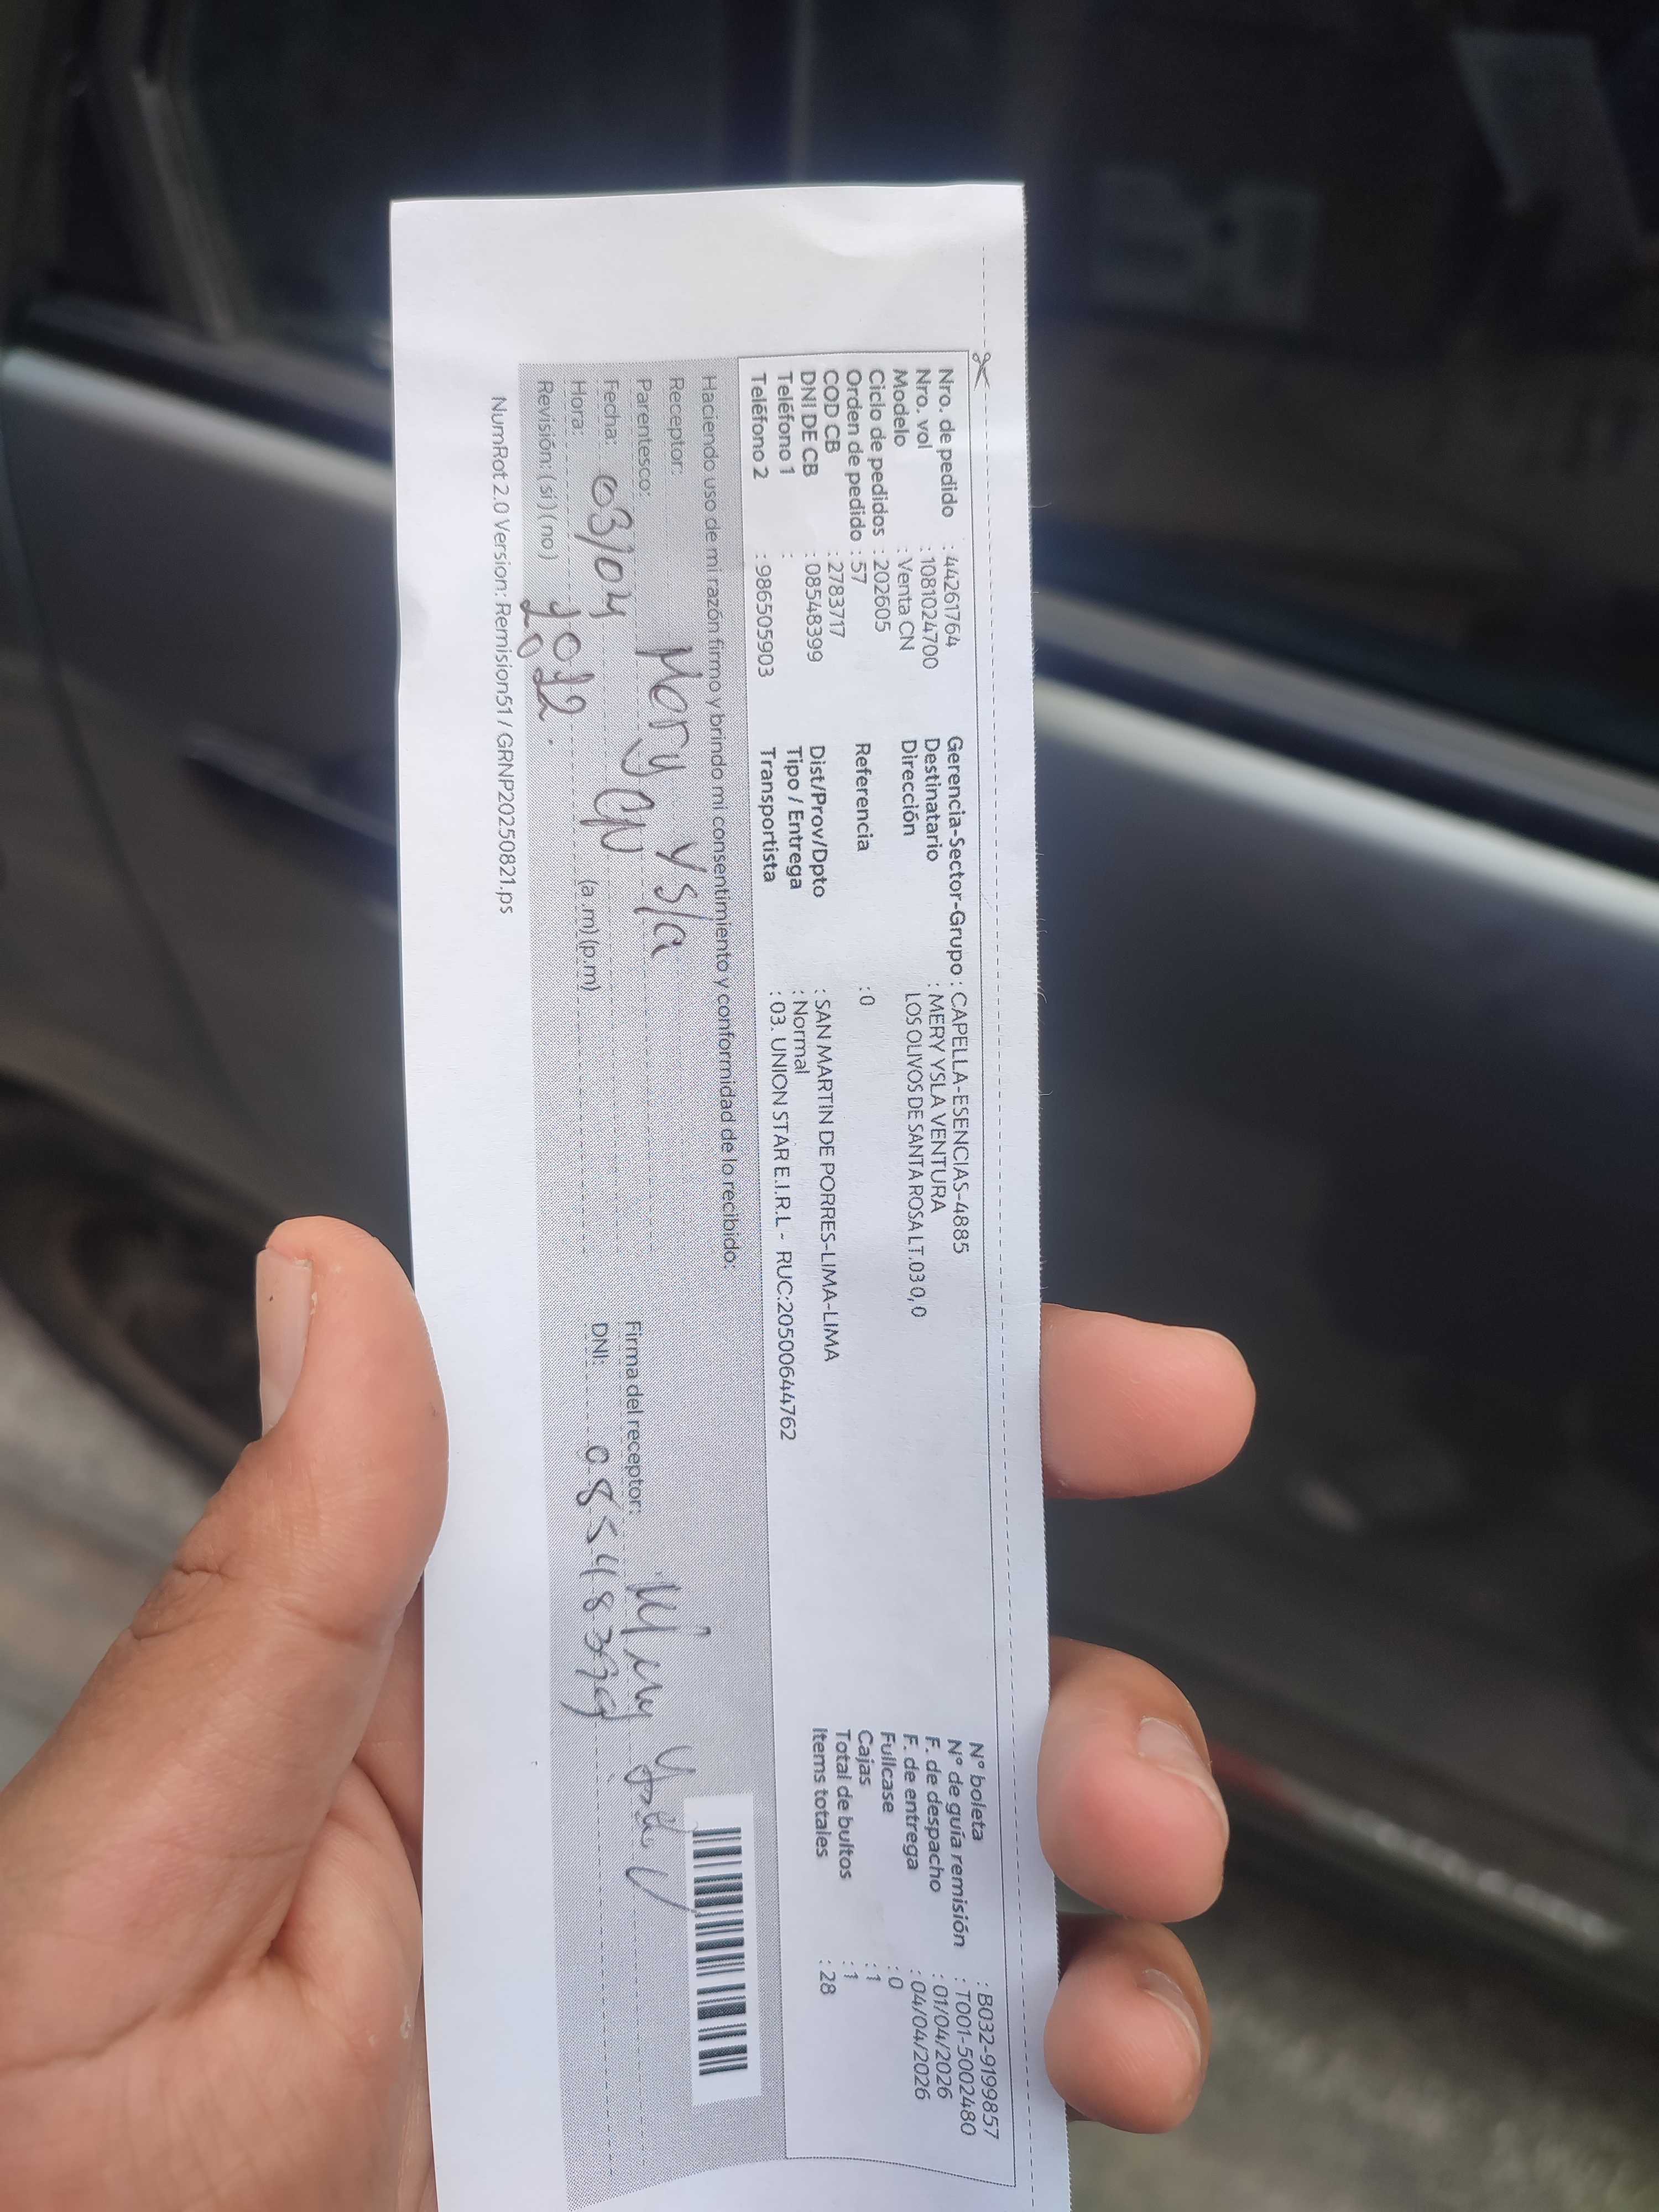 Nro. de pedido : 44261764
Nro. vol : 1081024700
Modelo : Venta CN
Ciclo de pedidos : 202605
Orden de pedido : 57
COD CB : 2783717
DNI DE CB : 08548399
Teléfono 1 :
Teléfono 2 : 986505903
Gerencia-Sector-Grupo : CAPELLA-ESENCIAS-4885
Destinatario : MERY YSLA VENTURA
Dirección LOS OLIVOS DE SANTA ROSA LT.03 0,0
Referencia : 0
Dist/Prov/Dpto : SAN MARTIN DE PORRES-LIMA-LIMA
Tipo / Entrega : Normal
Transportista : 03. UNION STAR E.I.R.L - RUC:20500644762
N° boleta : B032-9199857
N° de guía remisión : T001-5002480
F. de despacho : 01/04/2026
F. de entrega : 04/04/2026
Fullcase : 0
Cajas : 1
Total de bultos : 1
Items totales : 28
Haciendo uso de mi razón firmo y brindo mi consentimiento y conformidad de lo recibido:
Receptor: Mery Ysla
Parentesco:
Fecha: 03/04
Hora: (a.m) (p.m)
Revisión: ( si ) ( no )
Firma del receptor: Mery Ysla V
DNI: 08548399
NumRot 2.0 Version: Remision51 / GRNP20250821.ps